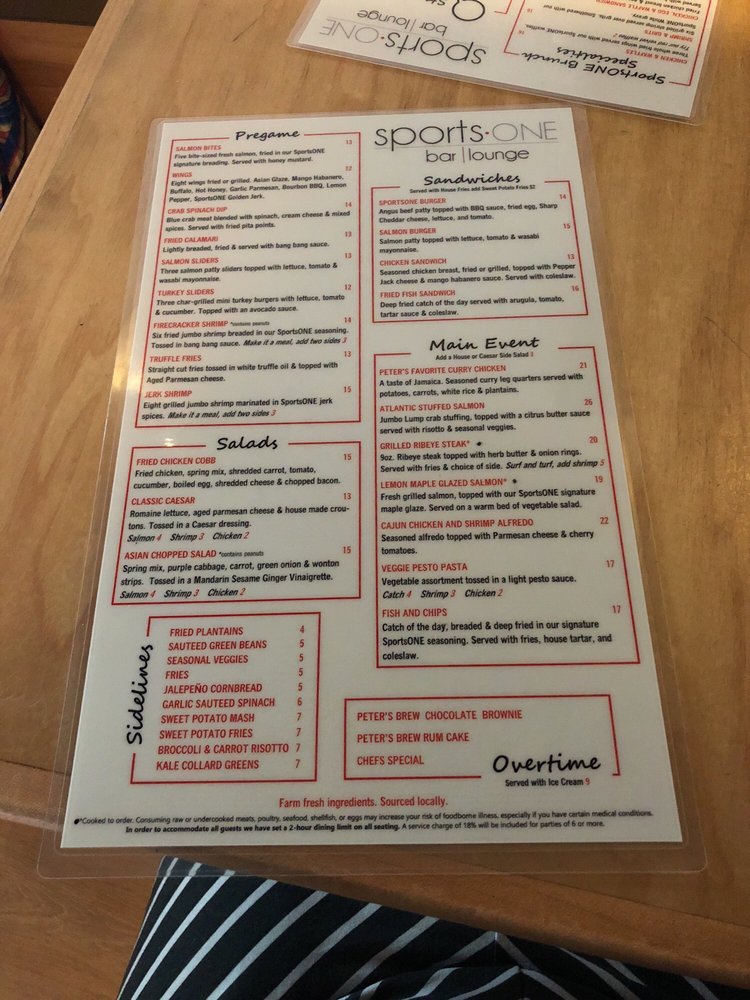 SportsONE Brunch
Specialties
CHICKEN & WAFFLES 16
Three whole fried wings served with our SportsONE waffles.
Try our red velvet waffles! 2
SHRIMP & GRITS
CHICKEN, EGG & WAFFLE SANDWICH
sports·ONE
bar|lounge
sports·ONE
bar|lounge
Pregame
SALMON BITES 13
Five bite-sized fresh salmon, fried in our SportsONE
signature breading. Served with honey mustard.
WINGS 12
Eight wings fried or grilled. Asian Glaze, Mango Habanero,
Buffalo, Hot Honey, Garlic Parmesan, Bourbon BBQ, Lemon
Pepper, SportsONE Golden Jerk.
CRAB SPINACH DIP 14
Blue crab meat blended with spinach, cream cheese & mixed
spices. Served with fried pita points.
FRIED CALAMARI 13
Lightly breaded, fried & served with bang bang sauce.
SALMON SLIDERS 13
Three salmon patty sliders topped with lettuce, tomato &
wasabi mayonnaise.
TURKEY SLIDERS 12
Three char-grilled mini turkey burgers with lettuce, tomato
& cucumber. Topped with an avocado sauce.
FIRECRACKER SHRIMP *contains peanuts 14
Six fried jumbo shrimp breaded in our SportsONE seasoning.
Tossed in bang bang sauce. Make it a meal, add two sides 3
TRUFFLE FRIES 13
Straight cut fries tossed in white truffle oil & topped with
Aged Parmesan cheese.
JERK SHRIMP 15
Eight grilled jumbo shrimp marinated in SportsONE jerk
spices. Make it a meal, add two sides 3
Salads
FRIED CHICKEN COBB 15
Fried chicken, spring mix, shredded carrot, tomato,
cucumber, boiled egg, shredded cheese & chopped bacon.
CLASSIC CAESAR 13
Romaine lettuce, aged parmesan cheese & house made crou-
tons. Tossed in a Caesar dressing.
Salmon 4 Shrimp 3 Chicken 2
ASIAN CHOPPED SALAD *contains peanuts 15
Spring mix, purple cabbage, carrot, green onion & wonton
strips. Tossed in a Mandarin Sesame Ginger Vinaigrette.
Salmon 4 Shrimp 3 Chicken 2
Sidelines
FRIED PLANTAINS 4
SAUTEED GREEN BEANS 5
SEASONAL VEGGIES 5
FRIES 5
JALEPEÑO CORNBREAD 5
GARLIC SAUTEED SPINACH 6
SWEET POTATO MASH 7
SWEET POTATO FRIES 7
BROCCOLI & CARROT RISOTTO 7
KALE COLLARD GREENS 7
Sandwiches
Served with House Fries add Sweet Potato Fries $2
SPORTSONE BURGER 14
Angus beef patty topped with BBQ sauce, fried egg, Sharp
Cheddar cheese, lettuce, and tomato.
SALMON BURGER 15
Salmon patty topped with lettuce, tomato & wasabi
mayonnaise.
CHICKEN SANDWICH 13
Seasoned chicken breast, fried or grilled, topped with Pepper
Jack cheese & mango habanero sauce. Served with coleslaw.
FRIED FISH SANDWICH 16
Deep fried catch of the day served with arugula, tomato,
tartar sauce & coleslaw.
Main Event
Add a House or Caesar Side Salad 3
PETER'S FAVORITE CURRY CHICKEN 21
A taste of Jamaica. Seasoned curry leg quarters served with
potatoes, carrots, white rice & plantains.
ATLANTIC STUFFED SALMON 26
Jumbo Lump crab stuffing, topped with a citrus butter sauce
served with risotto & seasonal veggies.
GRILLED RIBEYE STEAK* ● 20
9oz. Ribeye steak topped with herb butter & onion rings.
Served with fries & choice of side. Surf and turf, add shrimp 5
LEMON MAPLE GLAZED SALMON* ● 19
Fresh grilled salmon, topped with our SportsONE signature
maple glaze. Served on a warm bed of vegetable salad.
CAJUN CHICKEN AND SHRIMP ALFREDO 22
Seasoned alfredo topped with Parmesan cheese & cherry
tomatoes.
VEGGIE PESTO PASTA 17
Vegetable assortment tossed in a light pesto sauce.
Catch 4 Shrimp 3 Chicken 2
FISH AND CHIPS 17
Catch of the day, breaded & deep fried in our signature
SportsONE seasoning. Served with fries, house tartar, and
coleslaw.
PETER'S BREW CHOCOLATE BROWNIE
PETER'S BREW RUM CAKE
CHEFS SPECIAL
Overtime
Served with Ice Cream 9
Farm fresh ingredients. Sourced locally.
●*Cooked to order. Consuming raw or undercooked meats, poultry, seafood, shellfish, or eggs may increase your risk of foodborne illness, especially if you have certain medical conditions.
In order to accommodate all guests we have set a 2-hour dining limit on all seating. A service charge of 18% will be included for parties of 6 or more.